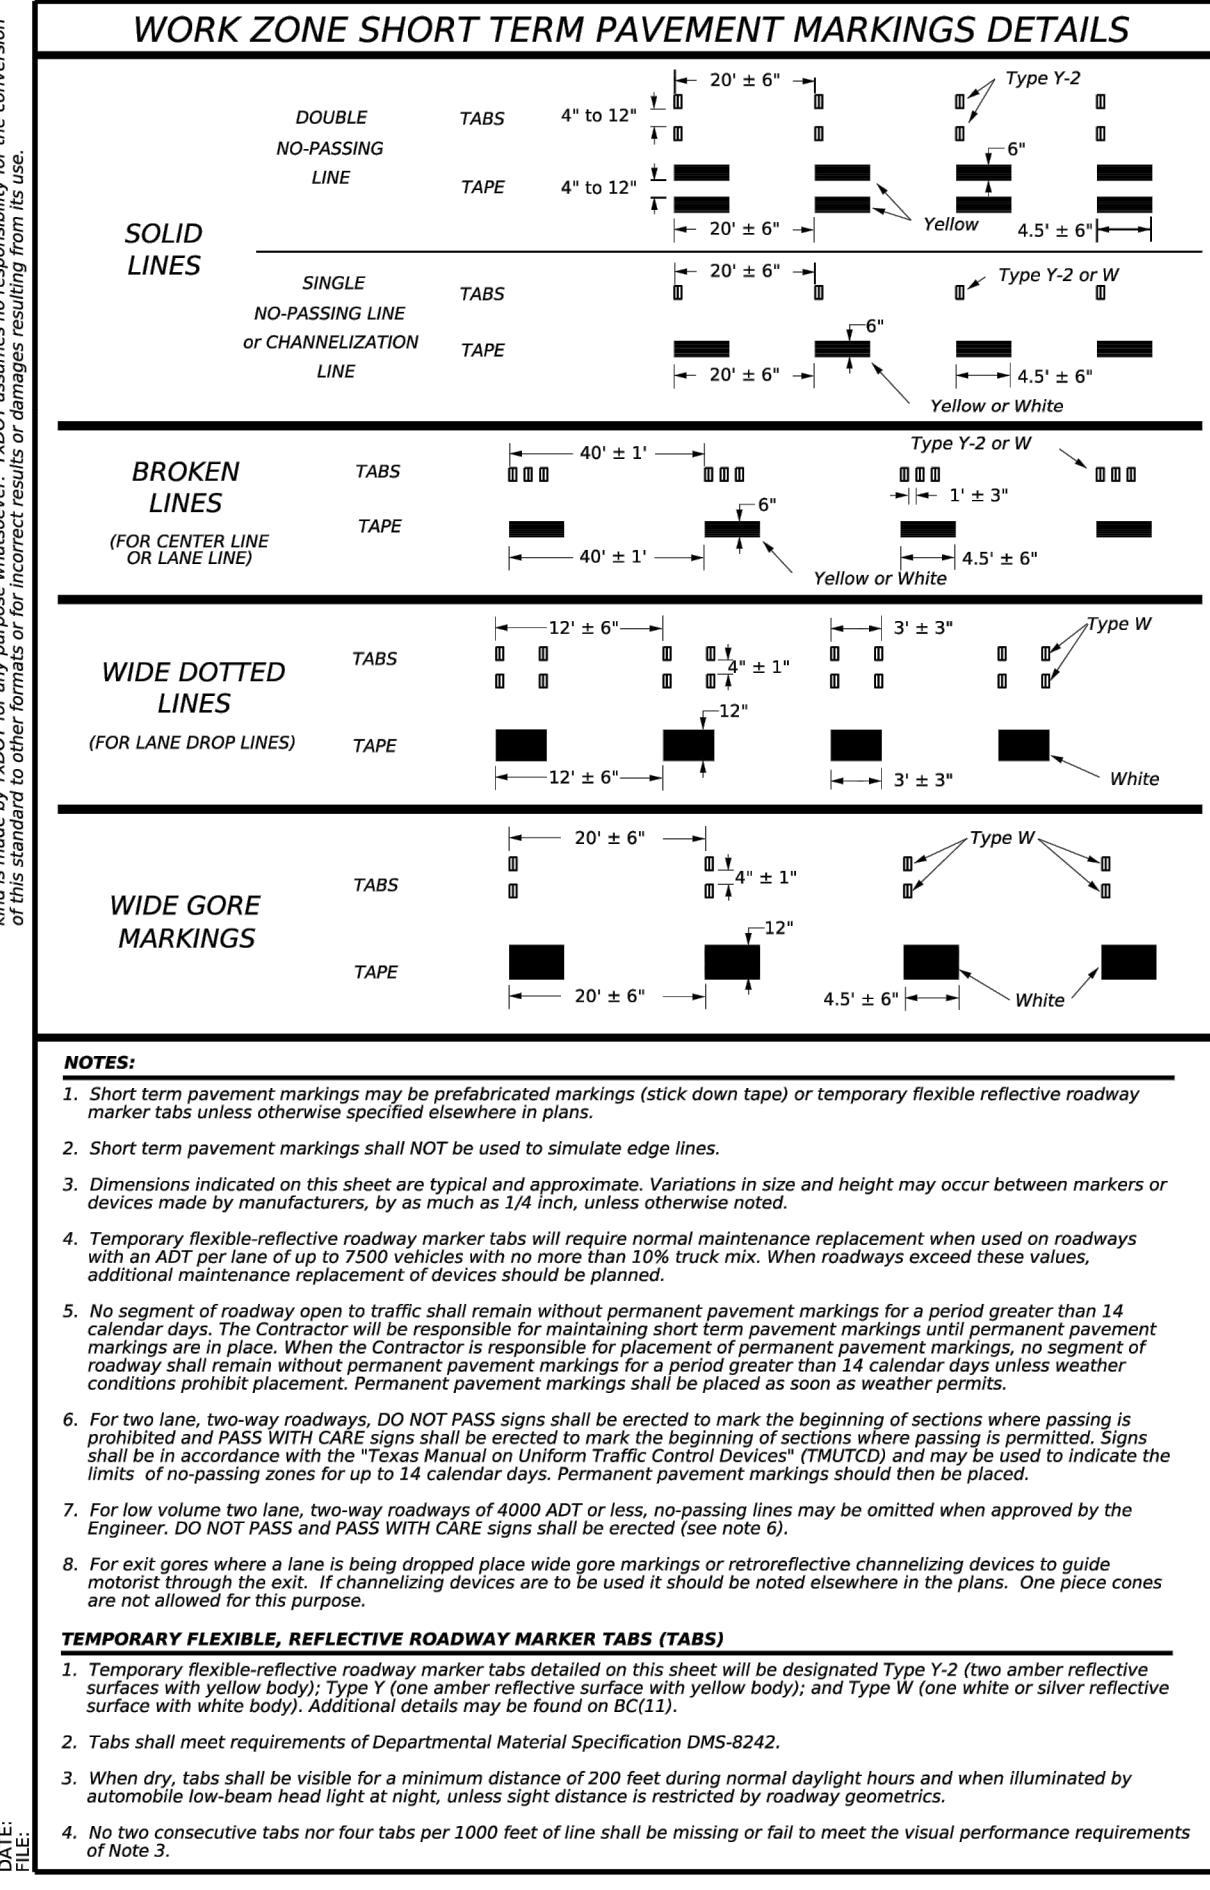 WORK ZONE SHORT TERM PAVEMENT MARKINGS DETAILS
SOLID
LINES
DOUBLE
NO-PASSING
LINE
TABS
20' ± 6"
4" to 12"
Type Y-2
TAPE
4" to 12"
6"
20' ± 6"
Yellow
4.5' ± 6"
SINGLE
NO-PASSING LINE
or CHANNELIZATION
LINE
TABS
20' ± 6"
Type Y-2 or W
TAPE
6"
20' ± 6"
4.5' ± 6"
Yellow or White
BROKEN
LINES
(FOR CENTER LINE
OR LANE LINE)
TABS
40' ± 1'
Type Y-2 or W
1' ± 3"
TAPE
6"
40' ± 1'
4.5' ± 6"
Yellow or White
WIDE DOTTED
LINES
(FOR LANE DROP LINES)
TABS
12' ± 6"
3' ± 3"
Type W
4" ± 1"
TAPE
12"
12' ± 6"
3' ± 3"
White
WIDE GORE
MARKINGS
TABS
20' ± 6"
Type W
4" ± 1"
TAPE
12"
20' ± 6"
4.5' ± 6"
White
NOTES:
1. Short term pavement markings may be prefabricated markings (stick down tape) or temporary flexible reflective roadway
marker tabs unless otherwise specified elsewhere in plans.
2. Short term pavement markings shall NOT be used to simulate edge lines.
3. Dimensions indicated on this sheet are typical and approximate. Variations in size and height may occur between markers or
devices made by manufacturers, by as much as 1/4 inch, unless otherwise noted.
4. Temporary flexible-reflective roadway marker tabs will require normal maintenance replacement when used on roadways
with an ADT per lane of up to 7500 vehicles with no more than 10% truck mix. When roadways exceed these values,
additional maintenance replacement of devices should be planned.
5. No segment of roadway open to traffic shall remain without permanent pavement markings for a period greater than 14
calendar days. The Contractor will be responsible for maintaining short term pavement markings until permanent pavement
markings are in place. When the Contractor is responsible for placement of permanent pavement markings, no segment of
roadway shall remain without permanent pavement markings for a period greater than 14 calendar days unless weather
conditions prohibit placement. Permanent pavement markings shall be placed as soon as weather permits.
6. For two lane, two-way roadways, DO NOT PASS signs shall be erected to mark the beginning of sections where passing is
prohibited and PASS WITH CARE signs shall be erected to mark the beginning of sections where passing is permitted. Signs
shall be in accordance with the "Texas Manual on Uniform Traffic Control Devices" (TMUTCD) and may be used to indicate the
limits of no-passing zones for up to 14 calendar days. Permanent pavement markings should then be placed.
7. For low volume two lane, two-way roadways of 4000 ADT or less, no-passing lines may be omitted when approved by the
Engineer. DO NOT PASS and PASS WITH CARE signs shall be erected (see note 6).
8. For exit gores where a lane is being dropped place wide gore markings or retroreflective channelizing devices to guide
motorist through the exit. If channelizing devices are to be used it should be noted elsewhere in the plans. One piece cones
are not allowed for this purpose.
TEMPORARY FLEXIBLE, REFLECTIVE ROADWAY MARKER TABS (TABS)
1. Temporary flexible-reflective roadway marker tabs detailed on this sheet will be designated Type Y-2 (two amber reflective
surfaces with yellow body); Type Y (one amber reflective surface with yellow body); and Type W (one white or silver reflective
surface with white body). Additional details may be found on BC(11).
2. Tabs shall meet requirements of Departmental Material Specification DMS-8242.
3. When dry, tabs shall be visible for a minimum distance of 200 feet during normal daylight hours and when illuminated by
automobile low-beam head light at night, unless sight distance is restricted by roadway geometrics.
4. No two consecutive tabs nor four tabs per 1000 feet of line shall be missing or fail to meet the visual performance requirements
of Note 3.
kind is made by TxDOT for any purpose whatsoever. TxDOT assumes no responsibility for the conversion
of this standard to other formats or for incorrect results or damages resulting from its use.
DATE:
FILE: